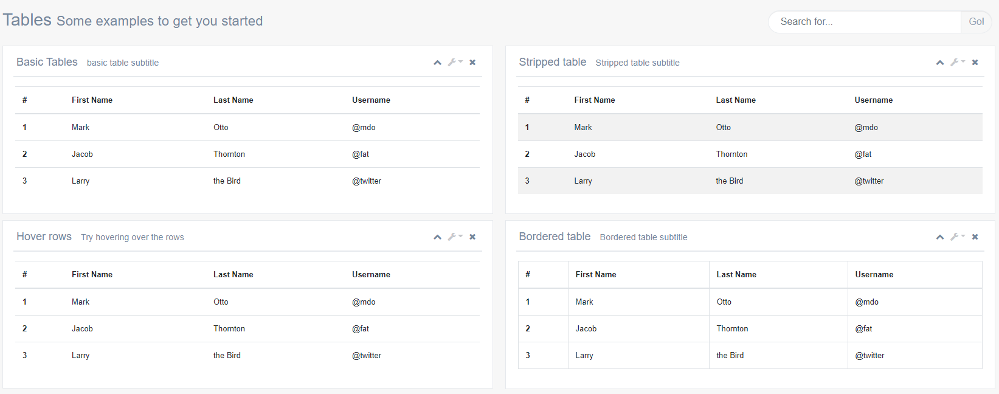 Tables Some examples to get you started
Search for... Go!
Basic Tables basic table subtitle
# First Name Last Name Username
1 Mark Otto @mdo
2 Jacob Thornton @fat
3 Larry the Bird @twitter
Stripped table Stripped table subtitle
# First Name Last Name Username
1 Mark Otto @mdo
2 Jacob Thornton @fat
3 Larry the Bird @twitter
Hover rows Try hovering over the rows
# First Name Last Name Username
1 Mark Otto @mdo
2 Jacob Thornton @fat
3 Larry the Bird @twitter
Bordered table Bordered table subtitle
# First Name Last Name Username
1 Mark Otto @mdo
2 Jacob Thornton @fat
3 Larry the Bird @twitter